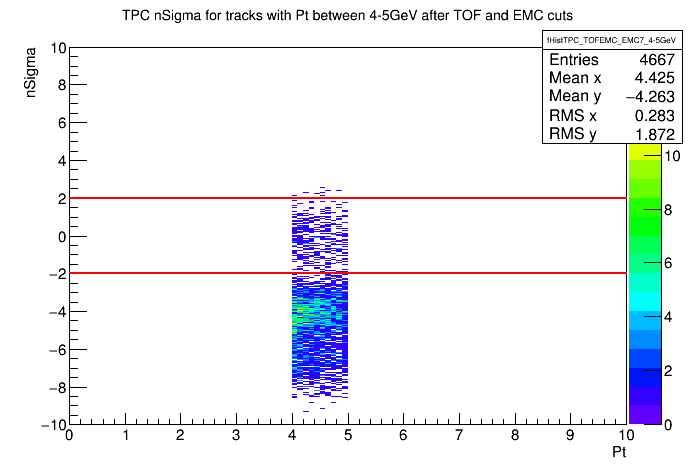 TPC nSigma for tracks with Pt between 4-5GeV after TOF and EMC cuts
fHistTPC_TOFEMC_EMC7_4-5GeV
Entries 4667
Mean x 4.425
Mean y −4.263
RMS x 0.283
RMS y 1.872
nSigma
10
8
6
4
2
0
−2
−4
−6
−8
−10
0 1 2 3 4 5 6 7 8 9 10
Pt
10
8
6
4
2
0